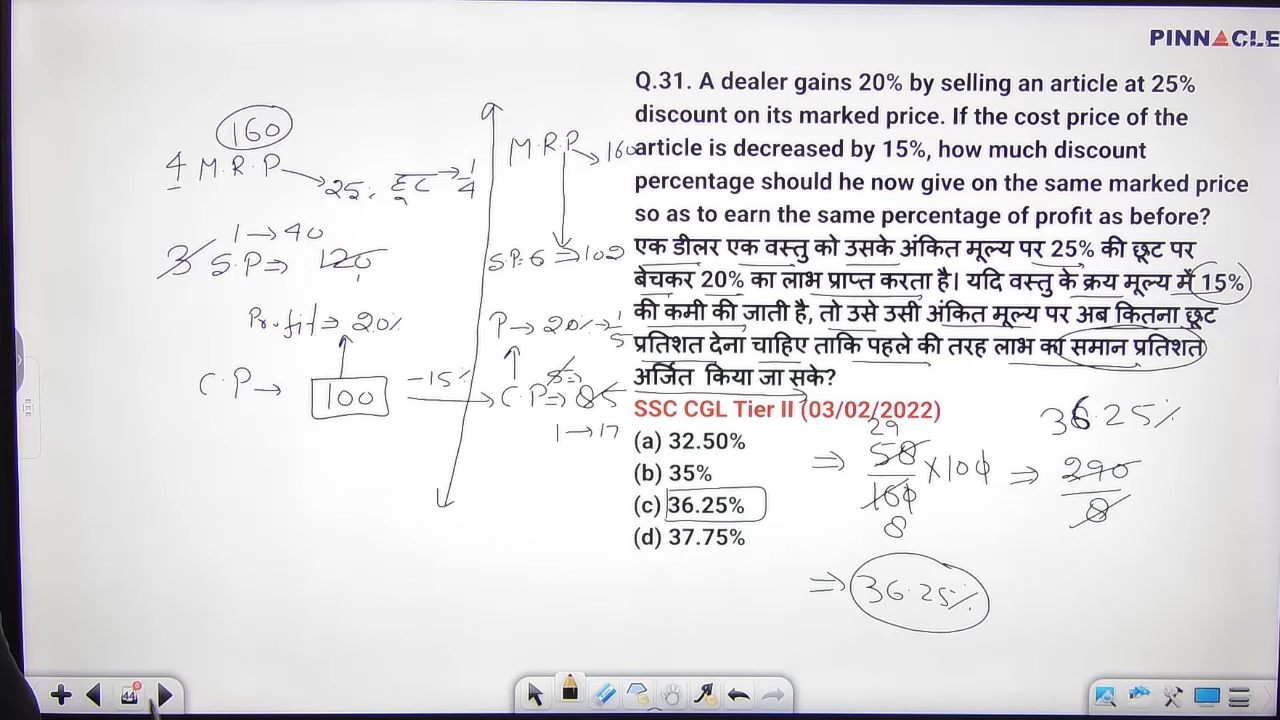 PINNACLE
Q.31. A dealer gains 20% by selling an article at 25%
discount on its marked price. If the cost price of the
article is decreased by 15%, how much discount
percentage should he now give on the same marked price
so as to earn the same percentage of profit as before?
एक डीलर एक वस्तु को उसके अंकित मूल्य पर 25% की छूट पर
बेचकर 20% का लाभ प्राप्त करता है। यदि वस्तु के क्रय मूल्य में 15%
की कमी की जाती है, तो उसे उसी अंकित मूल्य पर अब कितना छूट
प्रतिशत देना चाहिए ताकि पहले की तरह लाभ का समान प्रतिशत
अर्जित किया जा सके?
SSC CGL Tier II (03/02/2022)
(a) 32.50%
(b) 35%
(c) 36.25%
(d) 37.75%
160
4 M.R.P → 25%
→ 1/4
1 → 40
3 S.P ⇒ 120
Profit ⇒ 20%
C.P → 100
-15%
M.R.P → 160
S.P ⇒ 102
P → 20% → 1/5
C.P ⇒ 85
1 → 17
⇒ 58/160 × 100 ⇒ 290/8
29
8
36.25%
⇒ 36.25%
44